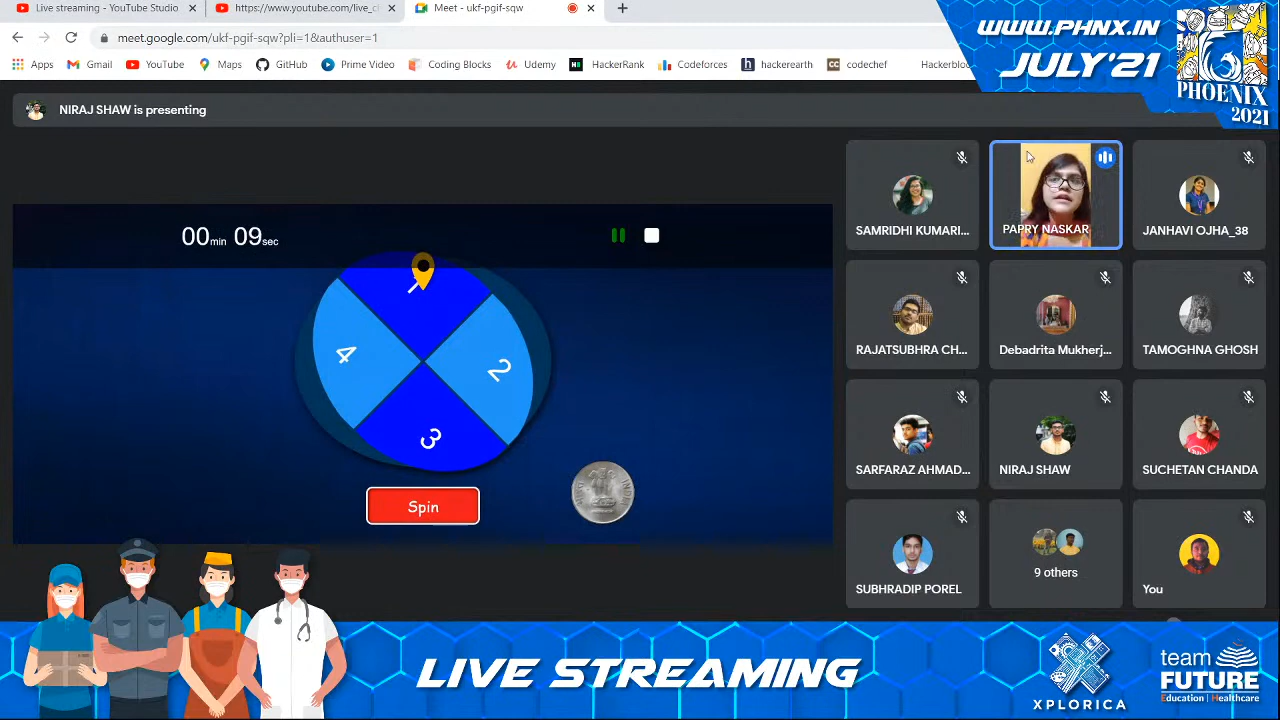 Live streaming - YouTube Studio
https://www.youtube.com/live_c
Meet - ukf-pgif-sqw
meet.google.com/ukf-pgif-sqw?pli=1&authuser=1
Apps
Gmail
YouTube
Maps
GitHub
Prime Video
Coding Blocks
Udemy
HackerRank
Codeforces
hackerearth
codechef
Hackerblo
WWW.PHNX.IN
JULY'21
PHOENIX
2021
NIRAJ SHAW is presenting
00min 09sec
4
2
3
Spin
SAMRIDHI KUMARI...
PAPRY NASKAR
JANHAVI OJHA_38
RAJATSUBHRA CH...
Debadrita Mukherj...
TAMOGHNA GHOSH
SARFARAZ AHMAD...
NIRAJ SHAW
SUCHETAN CHANDA
SUBHRADIP POREL
9 others
You
LIVE STREAMING
XPLORICA
team
FUTURE
Education | Healthcare